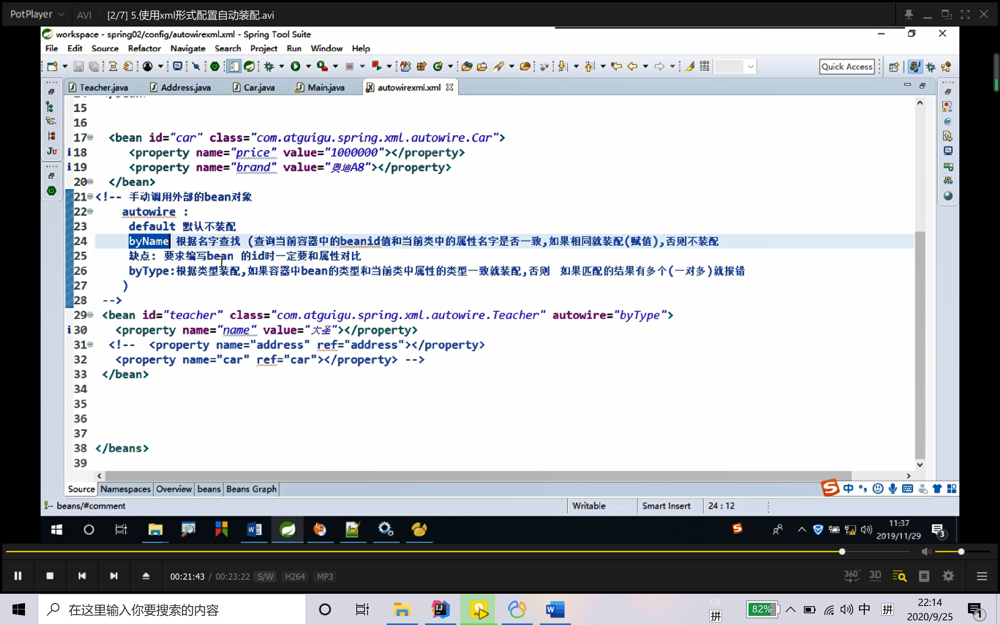 PotPlayer AVI [2/7] 5.使用xml形式配置自动装配.avi
workspace - spring02/config/autowirexml.xml - Spring Tool Suite
File Edit Source Refactor Navigate Search Project Run Window Help
Quick Access
Teacher.java Address.java Car.java Main.java autowirexml.xml
15
16
17 <bean id="car" class="com.atguigu.spring.xml.autowire.Car">
18 <property name="price" value="1000000"></property>
19 <property name="brand" value="奥迪A8"></property>
20 </bean>
21 <!-- 手动调用外部的bean对象
22 autowire :
23 default 默认不装配
24 byName 根据名字查找 (查询当前容器中的beanid值和当前类中的属性名字是否一致,如果相同就装配(赋值),否则不装配
25 缺点: 要求编写bean 的id时一定要和属性对比
26 byType:根据类型装配,如果容器中bean的类型和当前类中属性的类型一致就装配,否则 如果匹配的结果有多个(一对多)就报错
27 )
28 -->
29 <bean id="teacher" class="com.atguigu.spring.xml.autowire.Teacher" autowire="byType">
30 <property name="name" value="大圣"></property>
31 <!-- <property name="address" ref="address"></property>
32 <property name="car" ref="car"></property> -->
33 </bean>
34
35
36
37
38 </beans>
39
Source Namespaces Overview beans Beans Graph
中
beans/#comment Writable Smart Insert 24 : 12
11:37
2019/11/29
3
00:21:43 / 00:23:22 S/W H264 MP3
360° 3D
在这里输入你要搜索的内容
CH
拼
82%
中 拼
22:14
2020/9/25
1